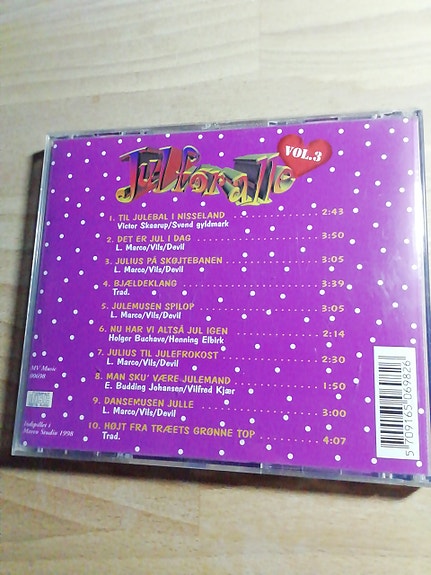 Jul for alle
VOL.3
1. TIL JULEBAL I NISSELAND 2:43
Victor Skaarup/Svend gyldmark
2. DET ER JUL I DAG 3:50
L. Marco/Vils/Devil
3. JULIUS PÅ SKØJTEBANEN 3:05
L. Marco/Vils/Devil
4. BJÆLDEKLANG 3:39
Trad.
5. JULEMUSEN SPILOP 3:05
L. Marco/Vils/Devil
6. NU HAR VI ALTSÅ JUL IGEN 2:14
Holger Buchave/Henning Elbirk
7. JULIUS TIL JULEFROKOST 2:30
L. Marco/Vils/Devil
8. MAN SKU' VÆRE JULEMAND 1:50
E. Budding Johansen/Vilfred Kjær
9. DANSEMUSEN JULLE 3:00
L. Marco/Vils/Devil
10. HØJT FRA TRÆETS GRØNNE TOP 4:07
Trad.
MV Music
Indspillet i
Marco Studie 1998
5 709165 069826